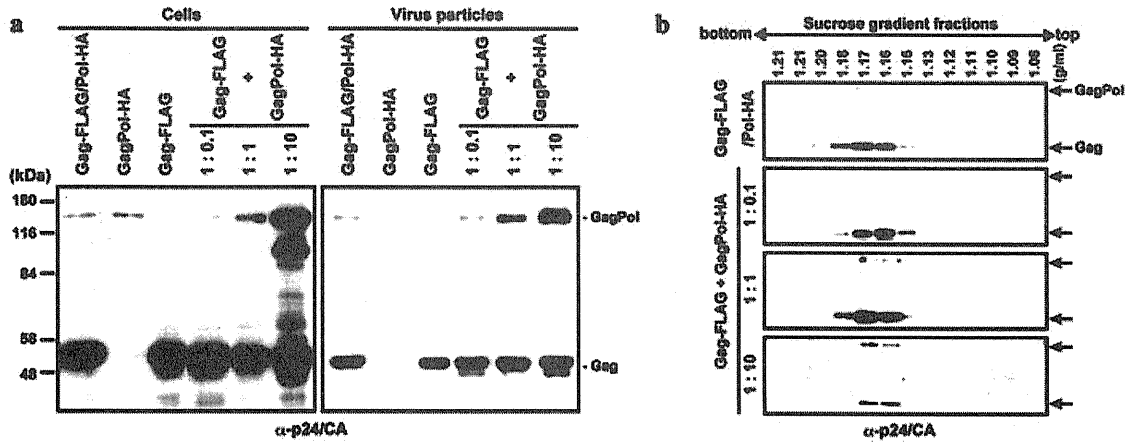 a
Cells
Virus particles
Gag-FLAG/Pol-HA
GagPol-HA
Gag-FLAG
1 : 0.1
1 : 1
1 : 10
Gag-FLAG
+
GagPol-HA
Gag-FLAG/Pol-HA
GagPol-HA
Gag-FLAG
1 : 0.1
1 : 1
1 : 10
Gag-FLAG
+
GagPol-HA
(kDa)
180
116
84
58
48
- GagPol
- Gag
α-p24/CA
b
Sucrose gradient fractions
bottom
top
1.21
1.21
1.20
1.18
1.17
1.16
1.15
1.13
1.12
1.11
1.10
1.09
1.08
(g/ml)
Gag-FLAG
/Pol-HA
GagPol
Gag
Gag-FLAG + GagPol-HA
1 : 0.1
1 : 1
1 : 10
α-p24/CA